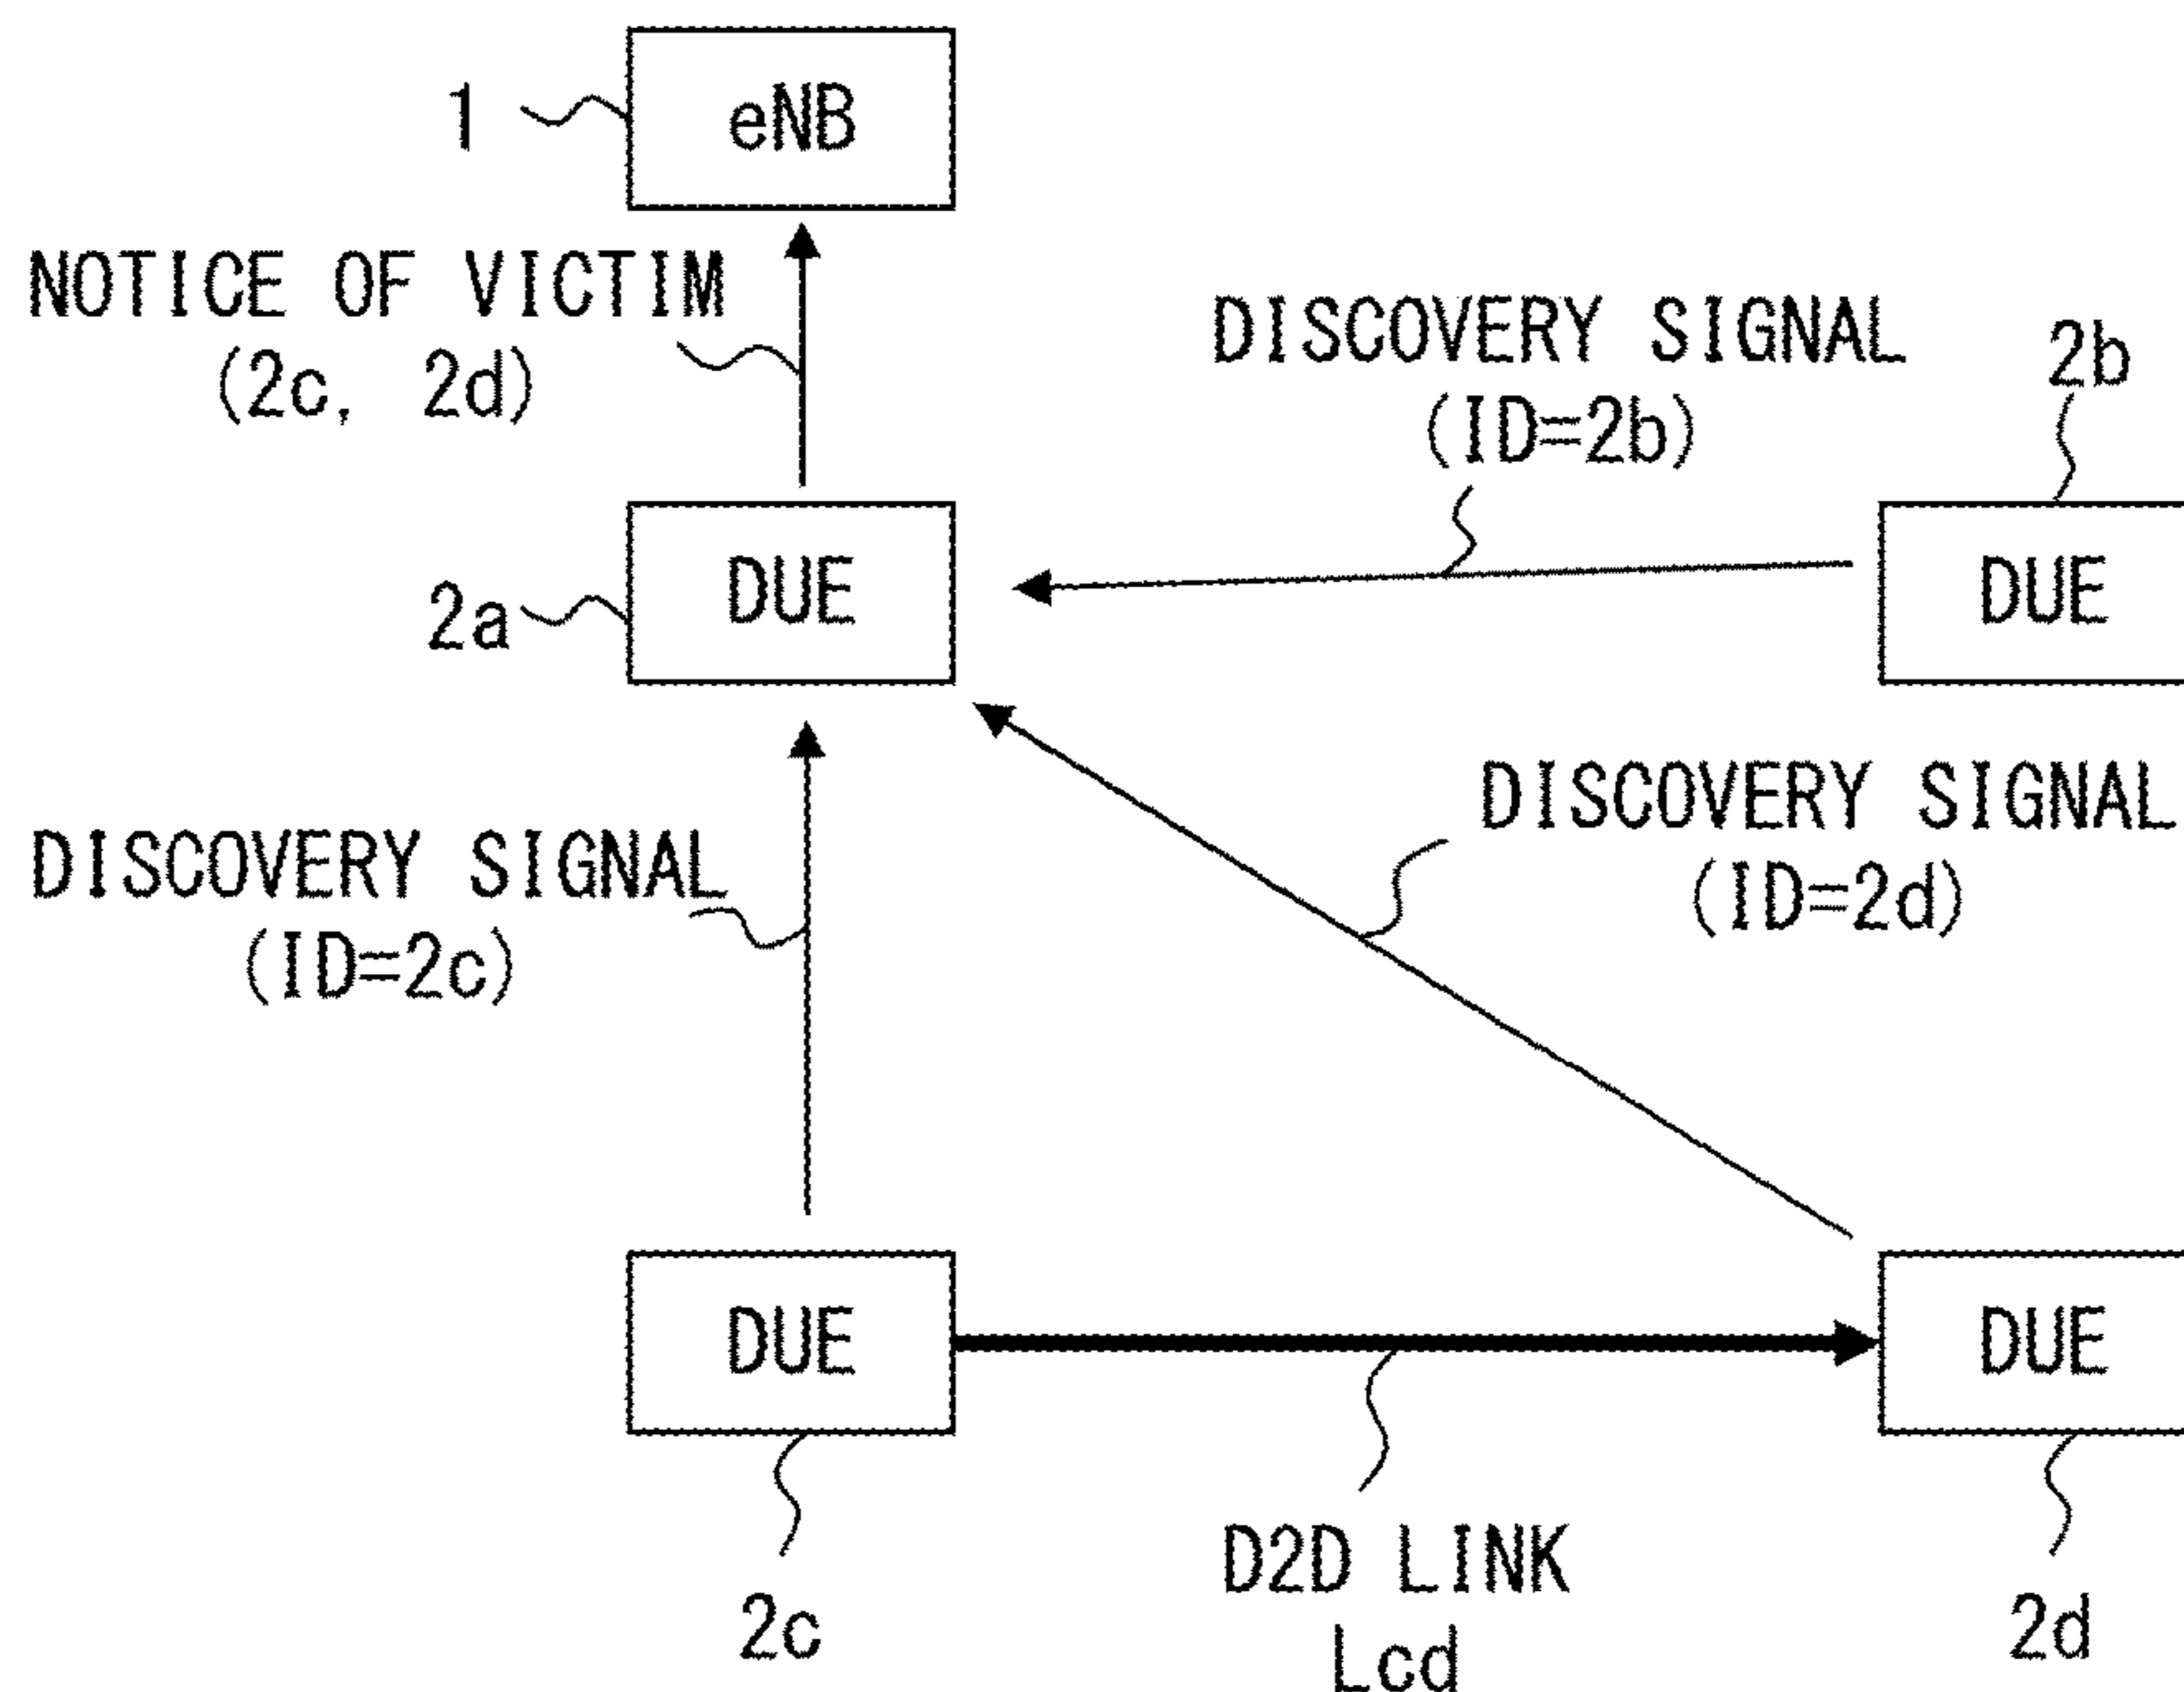 1
eNB
NOTICE OF VICTIM
(2c, 2d)
DISCOVERY SIGNAL
(ID=2b)
2b
DUE
2a
DUE
DISCOVERY SIGNAL
(ID=2d)
DISCOVERY SIGNAL
(ID=2c)
DUE
DUE
D2D LINK
Lcd
2c
2d